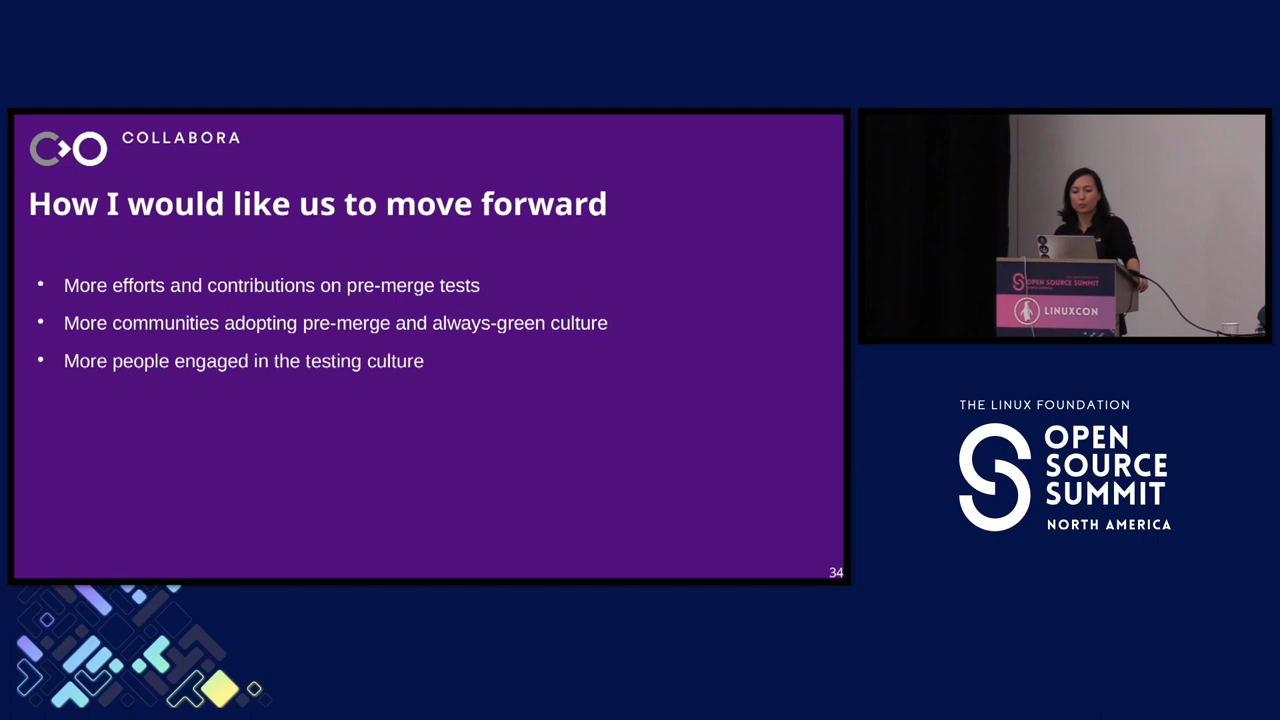 COLLABORA
How I would like us to move forward
• More efforts and contributions on pre-merge tests
• More communities adopting pre-merge and always-green culture
• More people engaged in the testing culture
34
OPEN SOURCE SUMMIT
LINUXCON
THE LINUX FOUNDATION
OPEN
SOURCE
SUMMIT
NORTH AMERICA